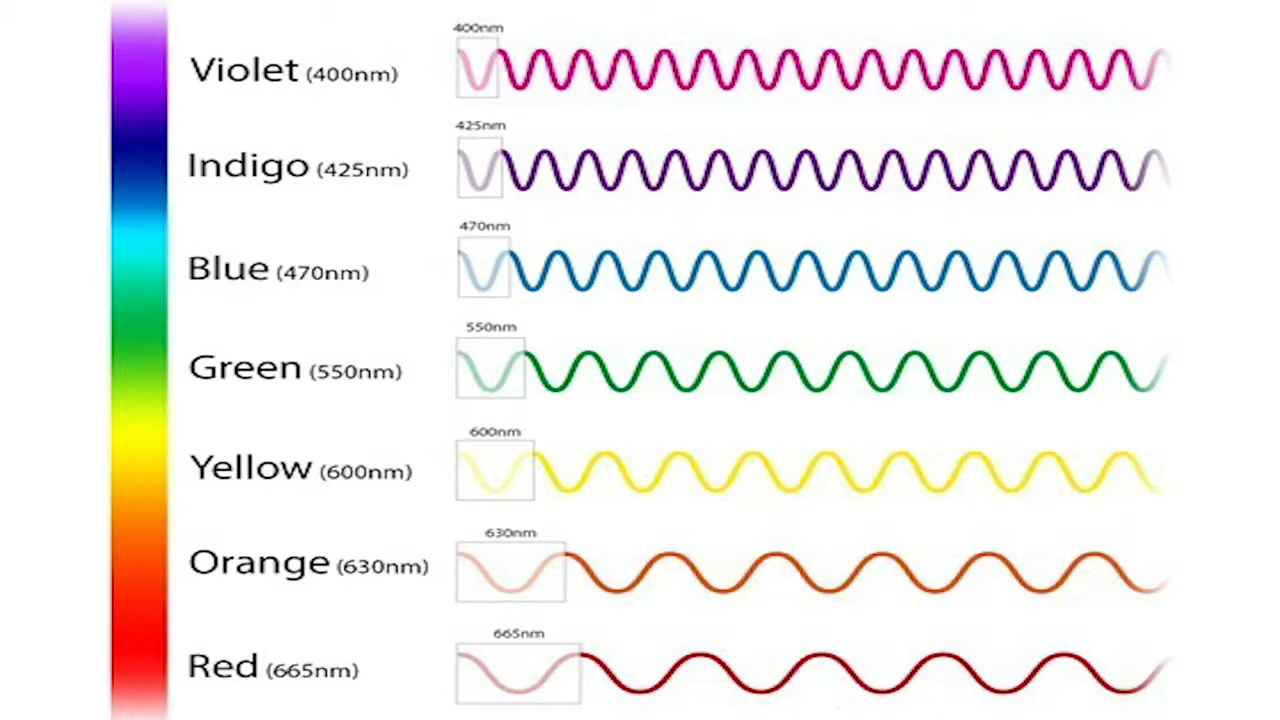 400nm
Violet (400nm)
425nm
Indigo (425nm)
470nm
Blue (470nm)
550nm
Green (550nm)
600nm
Yellow (600nm)
630nm
Orange (630nm)
665nm
Red (665nm)